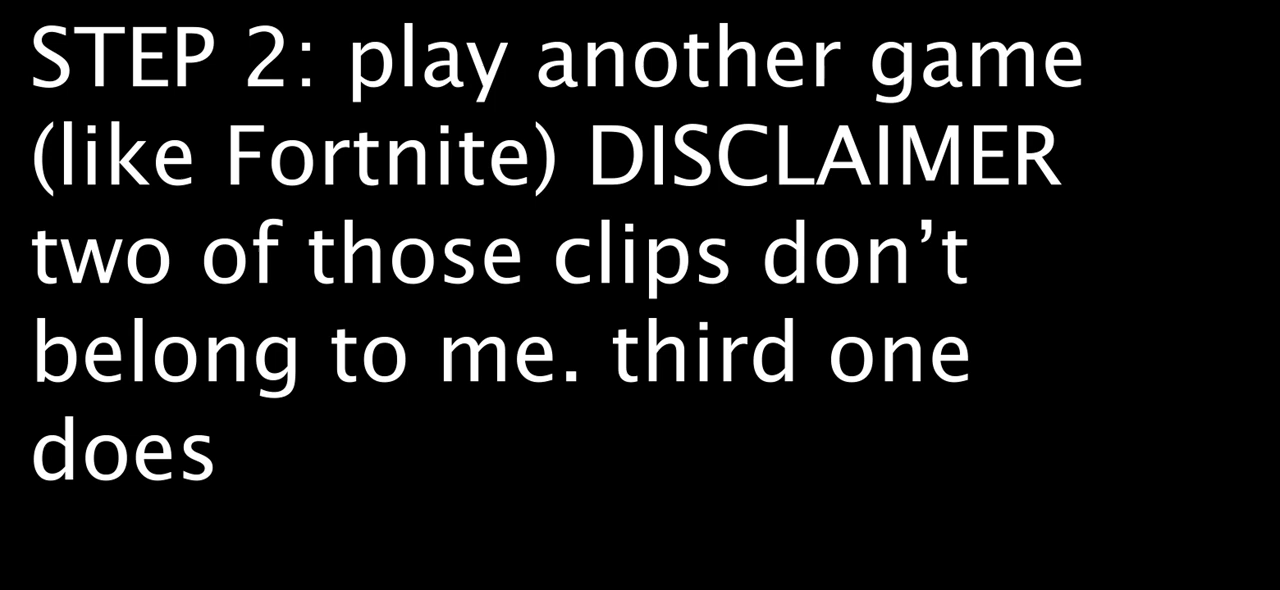 STEP 2: play another game
(like Fortnite) DISCLAIMER
two of those clips don’t
belong to me. third one
does